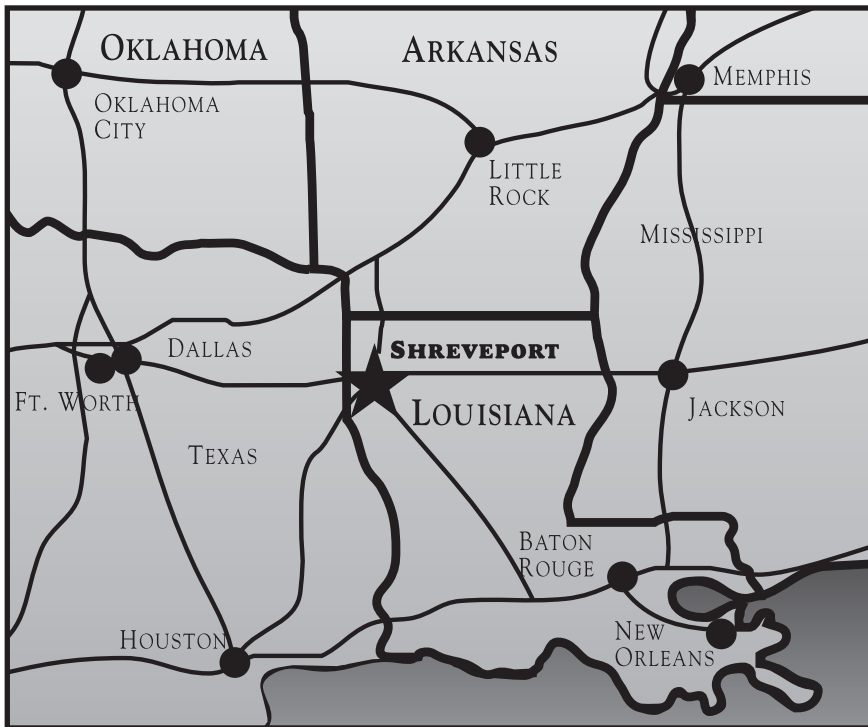 OKLAHOMA
ARKANSAS
MEMPHIS
OKLAHOMA
CITY
LITTLE
ROCK
MISSISSIPPI
SHREVEPORT
DALLAS
FT. WORTH
LOUISIANA
JACKSON
TEXAS
BATON
ROUGE
HOUSTON
NEW
ORLEANS